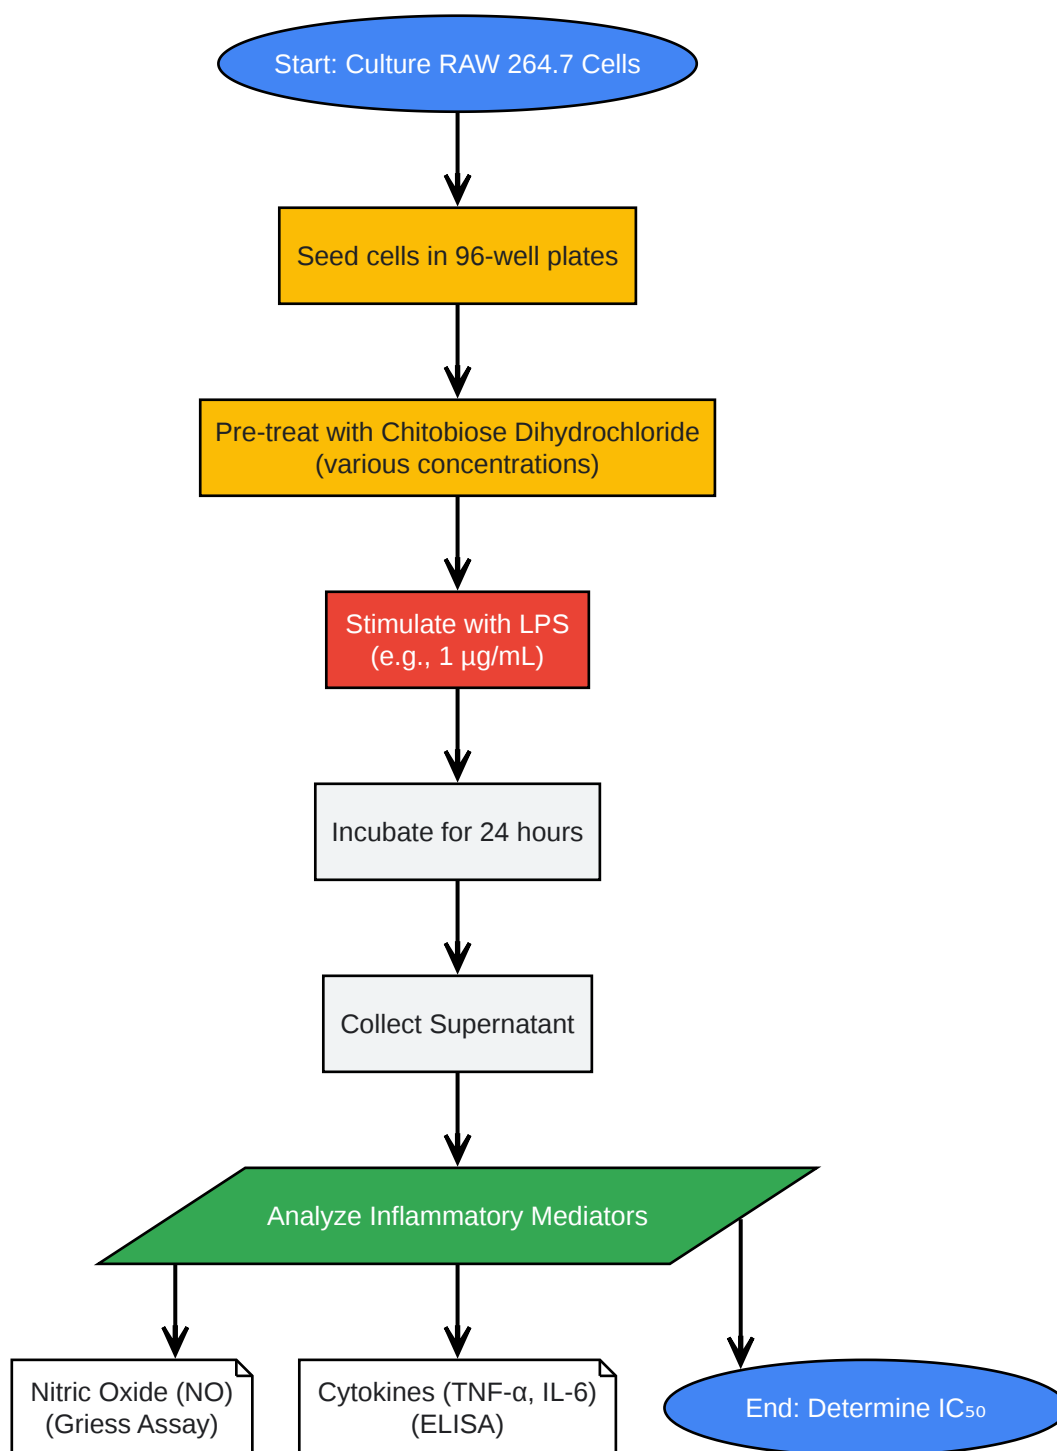 Start: Culture RAW 264.7 Cells
Seed cells in 96-well plates
Pre-treat with Chitobiose Dihydrochloride
(various concentrations)
Stimulate with LPS
(e.g., 1 µg/mL)
Incubate for 24 hours
Collect Supernatant
Analyze Inflammatory Mediators
Nitric Oxide (NO)
(Griess Assay)
Cytokines (TNF-α, IL-6)
(ELISA)
End: Determine IC₅₀